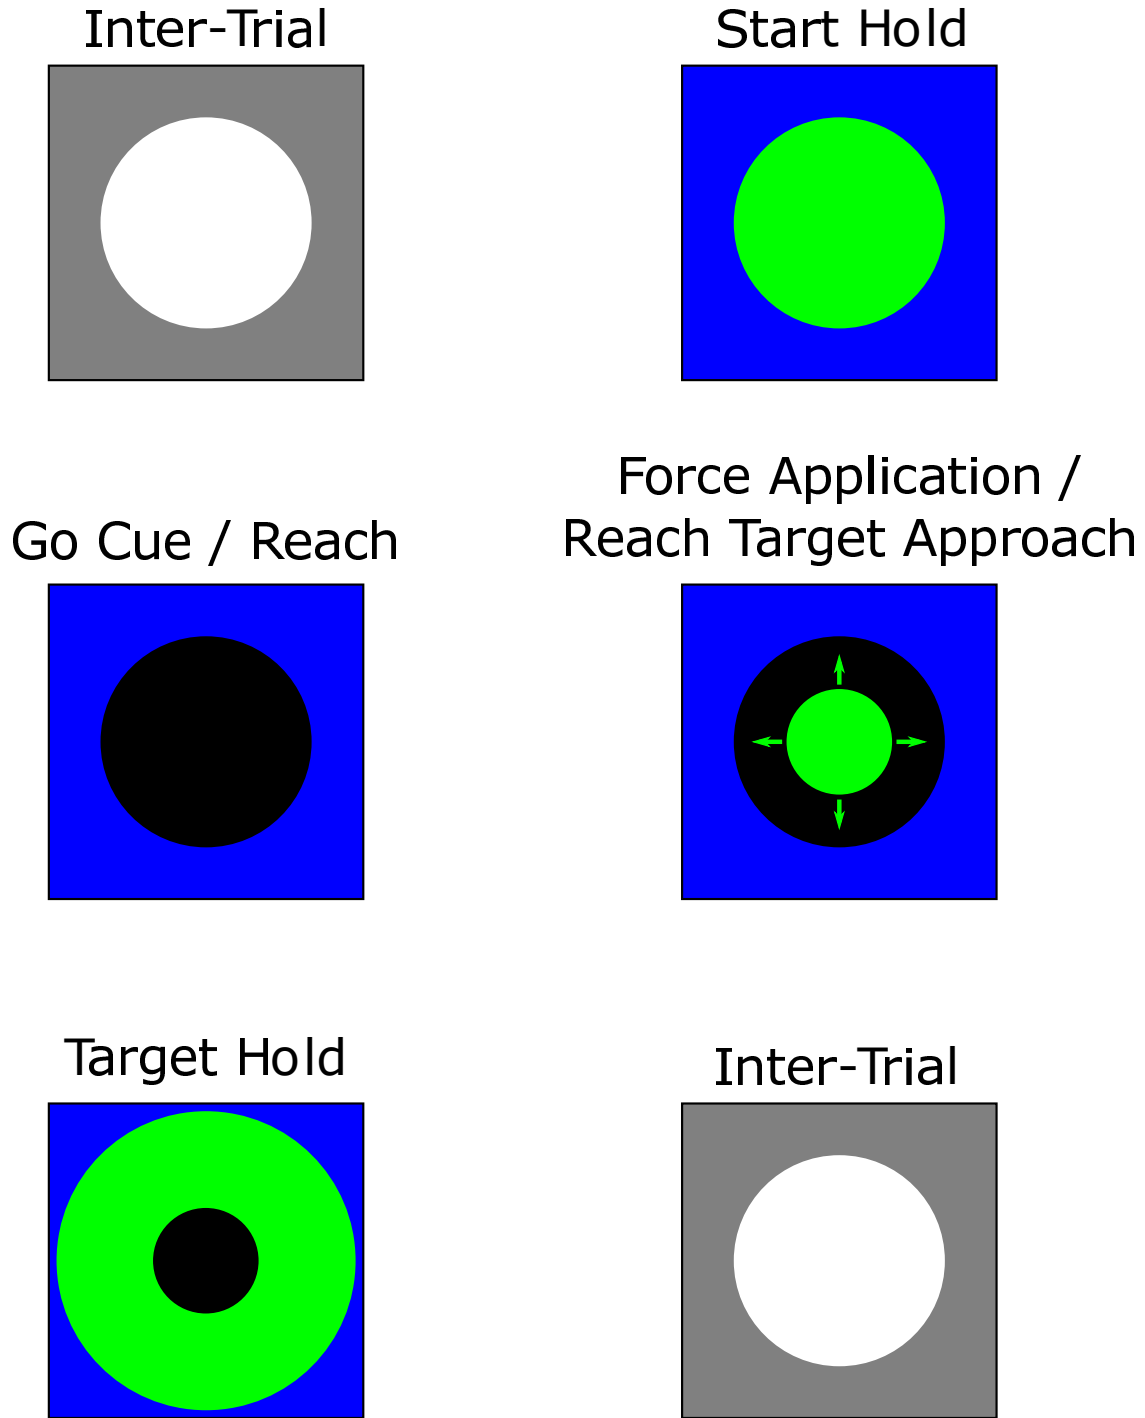 Inter-Trial
Start Hold
Go Cue / Reach
Force Application /
Reach Target Approach
Target Hold
Inter-Trial